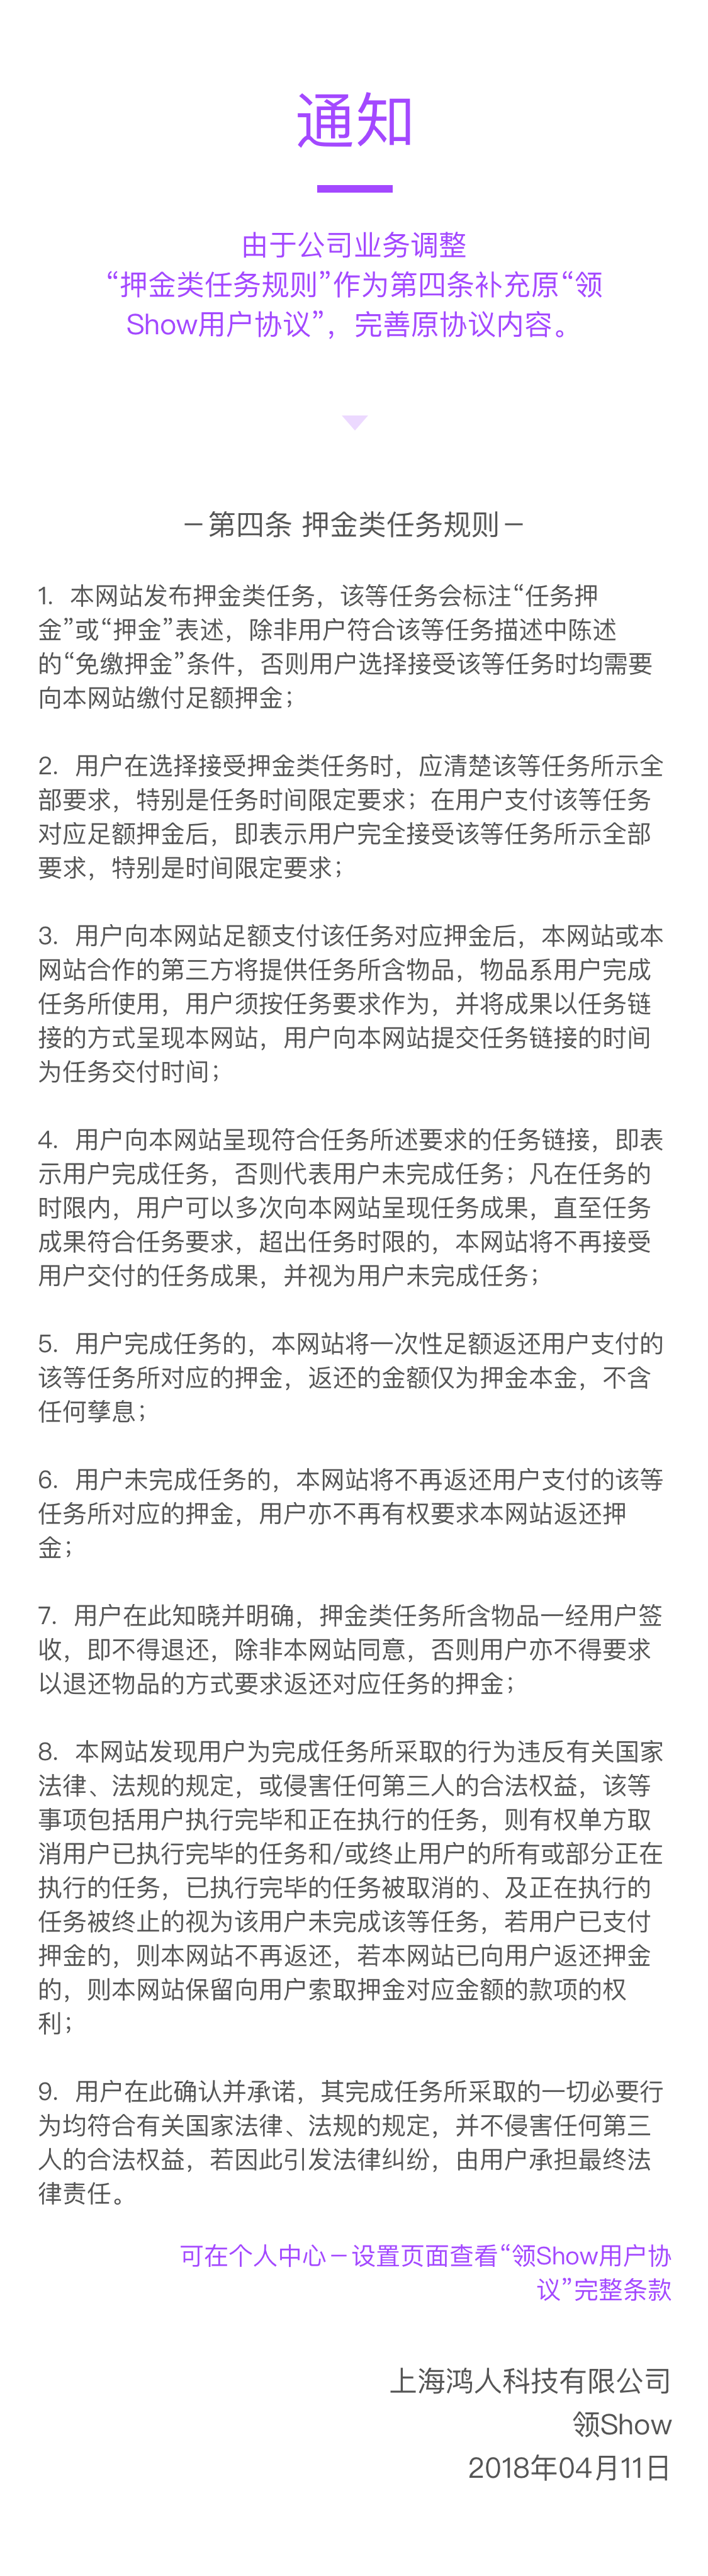 通知
由于公司业务调整
“押金类任务规则”作为第四条补充原“领
Show用户协议”，完善原协议内容。
－第四条 押金类任务规则－
1. 本网站发布押金类任务，该等任务会标注“任务押
金”或“押金”表述，除非用户符合该等任务描述中陈述
的“免缴押金”条件，否则用户选择接受该等任务时均需要
向本网站缴付足额押金；
2. 用户在选择接受押金类任务时，应清楚该等任务所示全
部要求，特别是任务时间限定要求；在用户支付该等任务
对应足额押金后，即表示用户完全接受该等任务所示全部
要求，特别是时间限定要求；
3. 用户向本网站足额支付该任务对应押金后，本网站或本
网站合作的第三方将提供任务所含物品，物品系用户完成
任务所使用，用户须按任务要求作为，并将成果以任务链
接的方式呈现本网站，用户向本网站提交任务链接的时间
为任务交付时间；
4. 用户向本网站呈现符合任务所述要求的任务链接，即表
示用户完成任务，否则代表用户未完成任务；凡在任务的
时限内，用户可以多次向本网站呈现任务成果，直至任务
成果符合任务要求，超出任务时限的，本网站将不再接受
用户交付的任务成果，并视为用户未完成任务；
5. 用户完成任务的，本网站将一次性足额返还用户支付的
该等任务所对应的押金，返还的金额仅为押金本金，不含
任何孳息；
6. 用户未完成任务的，本网站将不再返还用户支付的该等
任务所对应的押金，用户亦不再有权要求本网站返还押
金；
7. 用户在此知晓并明确，押金类任务所含物品一经用户签
收，即不得退还，除非本网站同意，否则用户亦不得要求
以退还物品的方式要求返还对应任务的押金；
8. 本网站发现用户为完成任务所采取的行为违反有关国家
法律、法规的规定，或侵害任何第三人的合法权益，该等
事项包括用户执行完毕和正在执行的任务，则有权单方取
消用户已执行完毕的任务和/或终止用户的所有或部分正在
执行的任务，已执行完毕的任务被取消的、及正在执行的
任务被终止的视为该用户未完成该等任务，若用户已支付
押金的，则本网站不再返还，若本网站已向用户返还押金
的，则本网站保留向用户索取押金对应金额的款项的权
利；
9. 用户在此确认并承诺，其完成任务所采取的一切必要行
为均符合有关国家法律、法规的规定，并不侵害任何第三
人的合法权益，若因此引发法律纠纷，由用户承担最终法
律责任。
可在个人中心－设置页面查看“领Show用户协
议”完整条款
上海鸿人科技有限公司
领Show
2018年04月11日